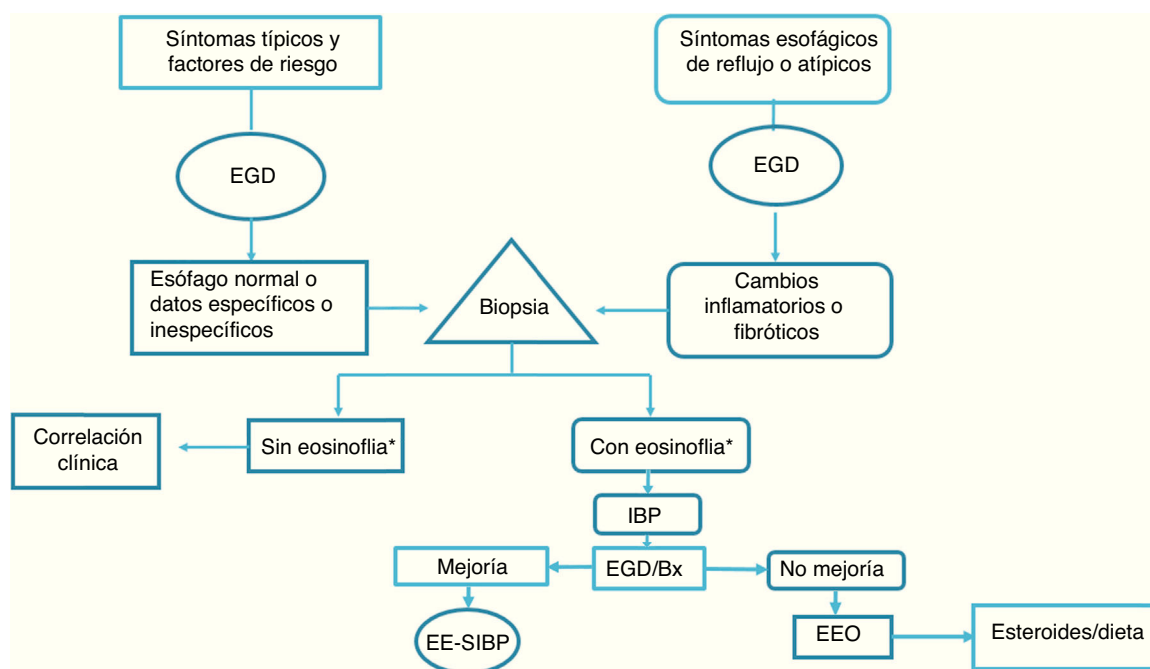 Síntomas típicos y
factores de riesgo
Síntomas esofágicos
de reflujo o atípicos
EGD
EGD
Esófago normal o
datos específicos o
inespecíficos
Biopsia
Cambios
inflamatorios o
fibróticos
Correlación
clínica
Sin eosinoflia*
Con eosinoflia*
IBP
Mejoría
EGD/Bx
No mejoría
EE-SIBP
EEO
Esteroides/dieta